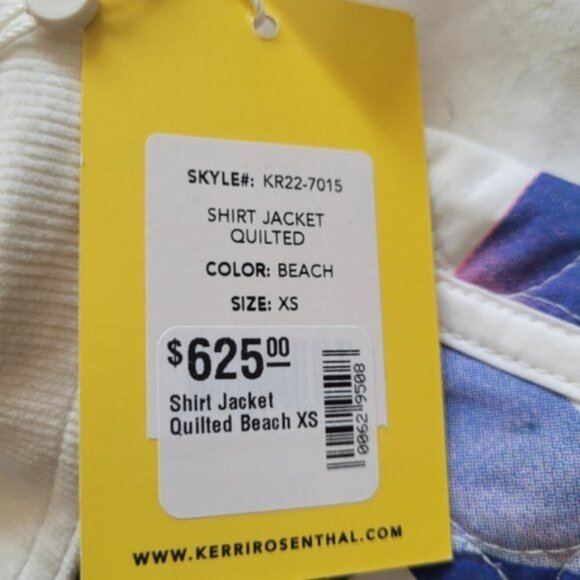 SKYLE#: KR22-7015
SHIRT JACKET
QUILTED
COLOR: BEACH
SIZE: XS
$625.00
Shirt Jacket
Quilted Beach XS
00629508
WWW.KERRIROSENTHAL.COM